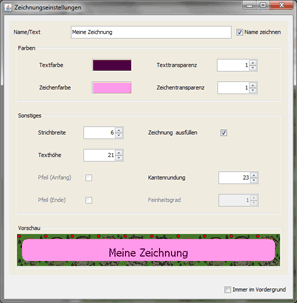 Zeichnungseinstellungen
Name/Text Meine Zeichnung Name zeichnen
Farben
Textfarbe Texttransparenz 1
Zeichenfarbe Zeichentransparenz 1
Sonstiges
Strichbreite 6 Zeichnung ausfüllen
Texthöhe 21
Pfeil (Anfang) Kantenrundung 23
Pfeil (Ende) Feinheitsgrad 1
Vorschau
Meine Zeichnung
Immer im Vordergrund